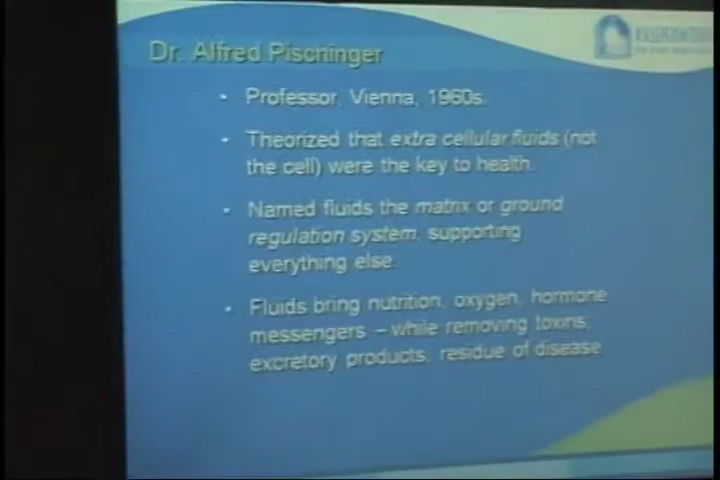 Dr. Alfred Pischinger
• Professor, Vienna, 1960s.
• Theorized that extra cellular fluids (not
the cell) were the key to health.
• Named fluids the matrix or ground
regulation system, supporting
everything else.
• Fluids bring nutrition, oxygen, hormone
messengers – while removing toxins,
excretory products, residue of disease